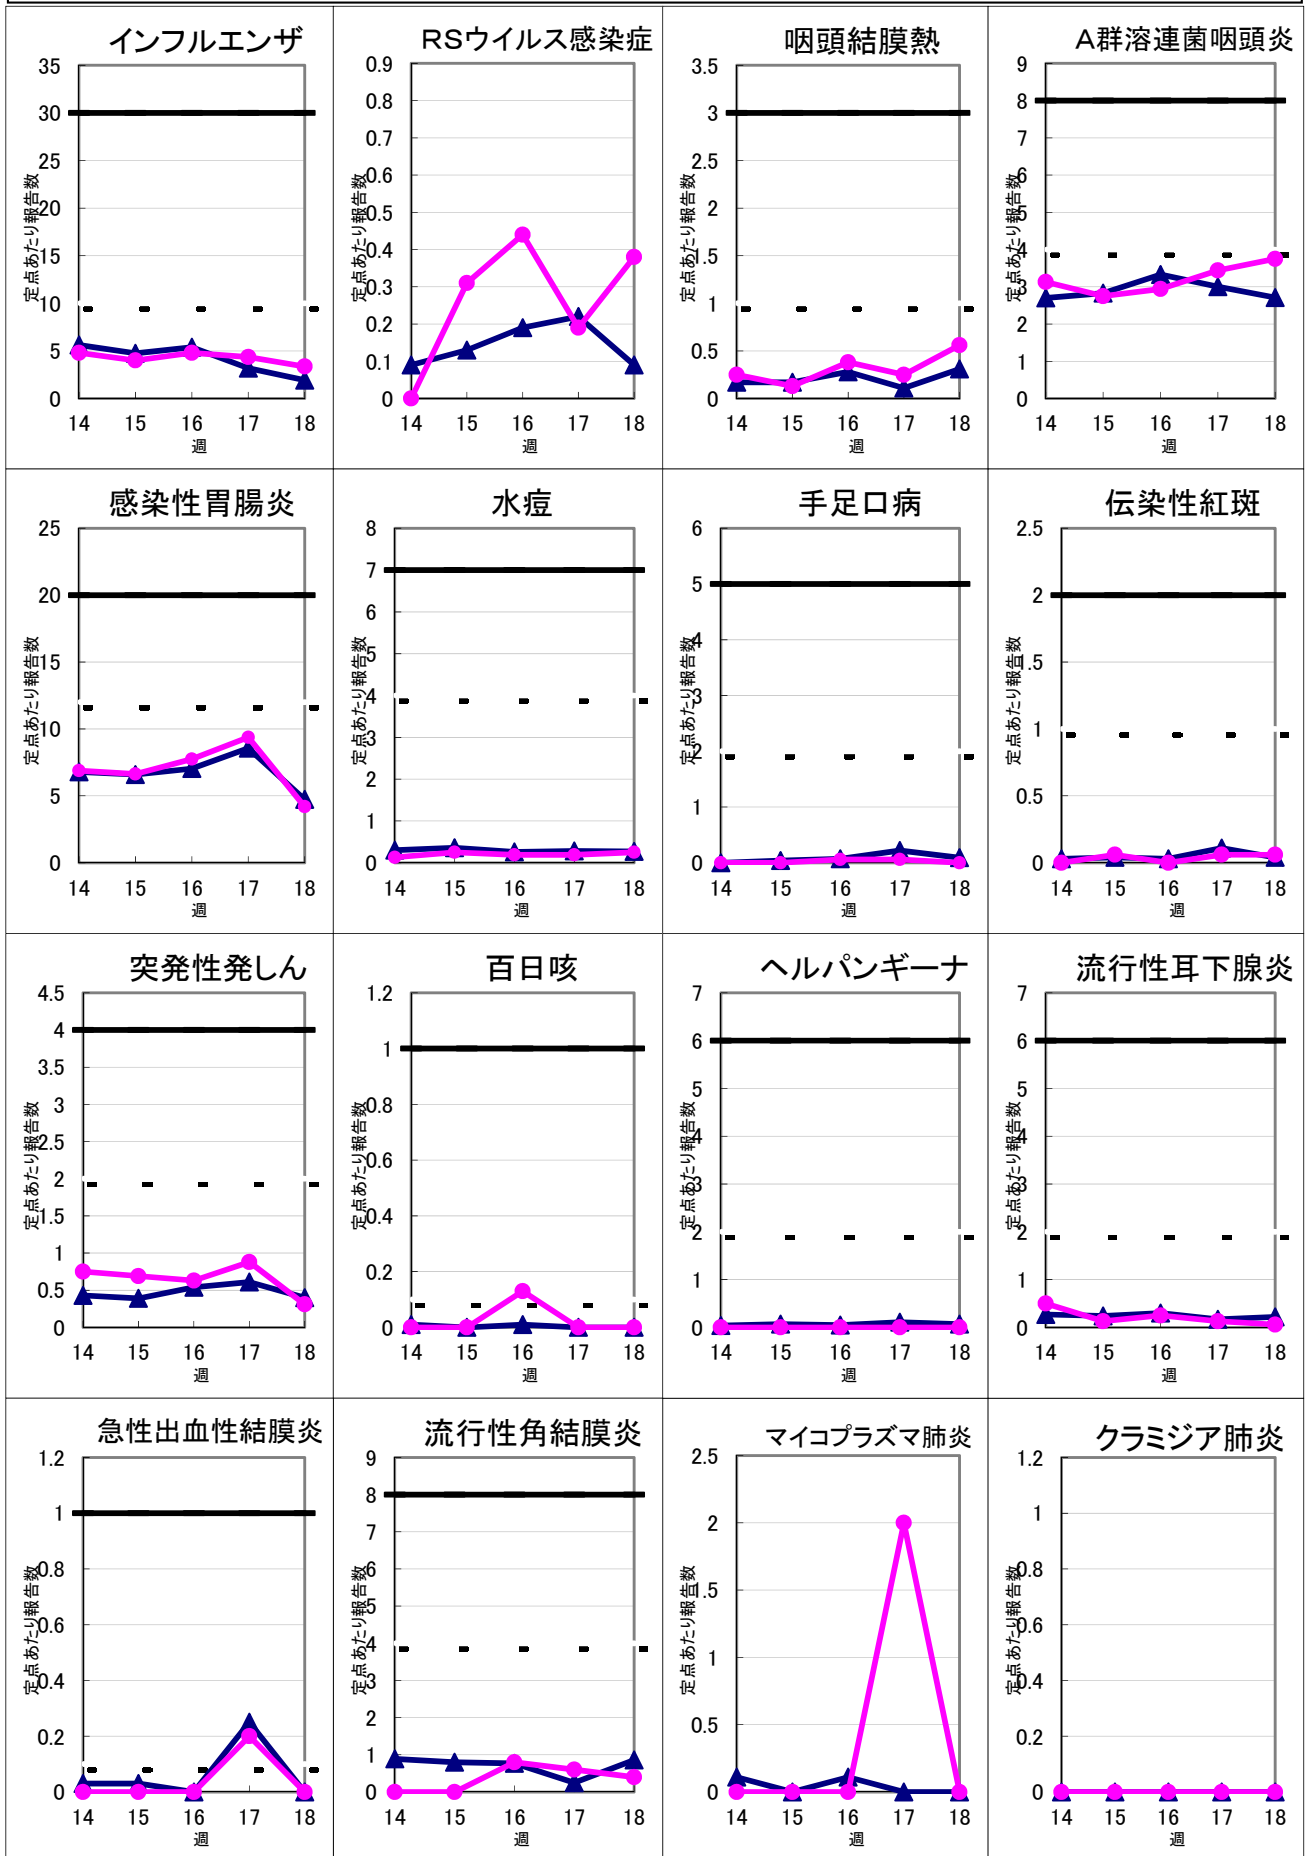 インフルエンザ
35
30
25
20
15
10
5
0
定点あたり報告数
14 15 16 17 18
週
RSウイルス感染症
0.9
0.8
0.7
0.6
0.5
0.4
0.3
0.2
0.1
0
定点あたり報告数
14 15 16 17 18
週
咽頭結膜熱
3.5
3
2.5
2
1.5
1
0.5
0
定点あたり報告数
14 15 16 17 18
週
A群溶連菌咽頭炎
9
8
7
6
5
4
3
2
1
0
定点あたり報告数
14 15 16 17 18
週
感染性胃腸炎
25
20
15
10
5
0
定点あたり報告数
14 15 16 17 18
週
水痘
8
7
6
5
4
3
2
1
0
定点あたり報告数
14 15 16 17 18
週
手足口病
6
5
4
3
2
1
0
定点あたり報告数
14 15 16 17 18
週
伝染性紅斑
2.5
2
1.5
1
0.5
0
定点あたり報告数
14 15 16 17 18
週
突発性発しん
4.5
4
3.5
3
2.5
2
1.5
1
0.5
0
定点あたり報告数
14 15 16 17 18
週
百日咳
1.2
1
0.8
0.6
0.4
0.2
0
定点あたり報告数
14 15 16 17 18
週
ヘルパンギーナ
7
6
5
4
3
2
1
0
定点あたり報告数
14 15 16 17 18
週
流行性耳下腺炎
7
6
5
4
3
2
1
0
定点あたり報告数
14 15 16 17 18
週
急性出血性結膜炎
1.2
1
0.8
0.6
0.4
0.2
0
定点あたり報告数
14 15 16 17 18
週
流行性角結膜炎
9
8
7
6
5
4
3
2
1
0
定点あたり報告数
14 15 16 17 18
週
マイコプラズマ肺炎
2.5
2
1.5
1
0.5
0
定点あたり報告数
14 15 16 17 18
週
クラミジア肺炎
1.2
1
0.8
0.6
0.4
0.2
0
定点あたり報告数
14 15 16 17 18
週